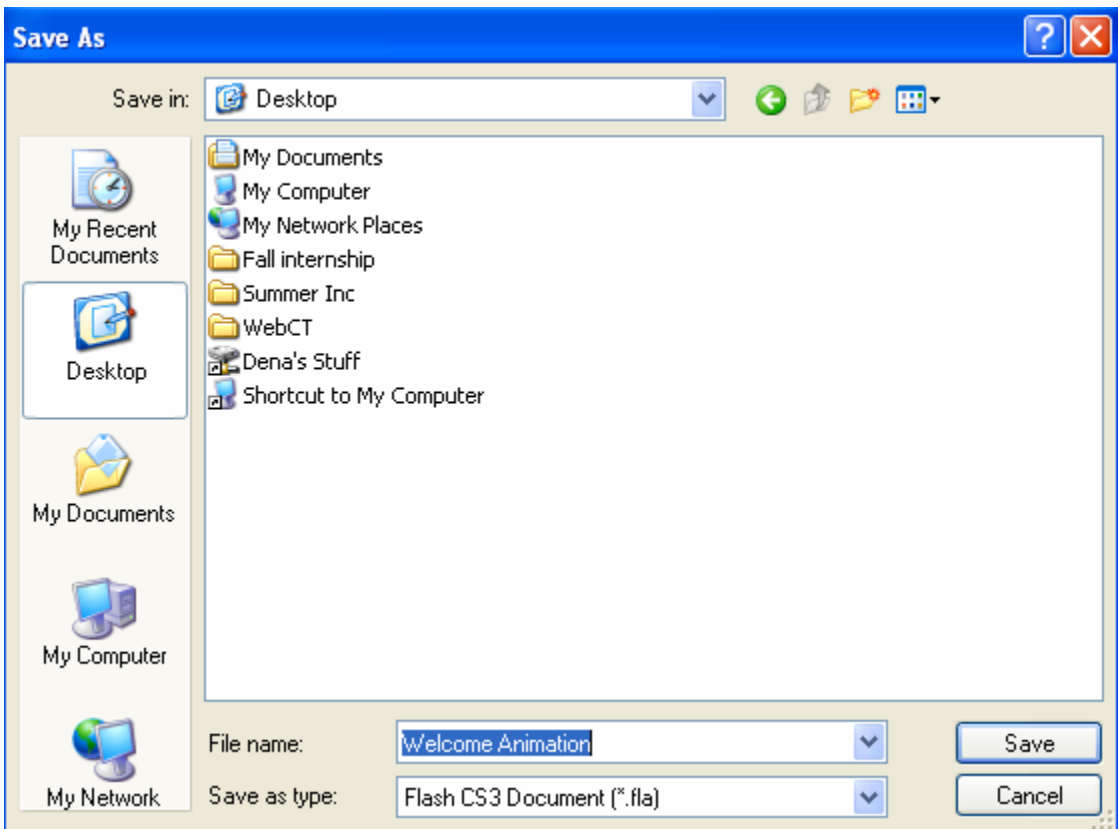 Save As
Save in:
Desktop
My Recent
Documents
Desktop
My Documents
My Computer
My Network
My Documents
My Computer
My Network Places
Fall internship
Summer Inc
WebCT
Dena's Stuff
Shortcut to My Computer
File name:
Welcome Animation
Save
Save as type:
Flash CS3 Document (*.fla)
Cancel